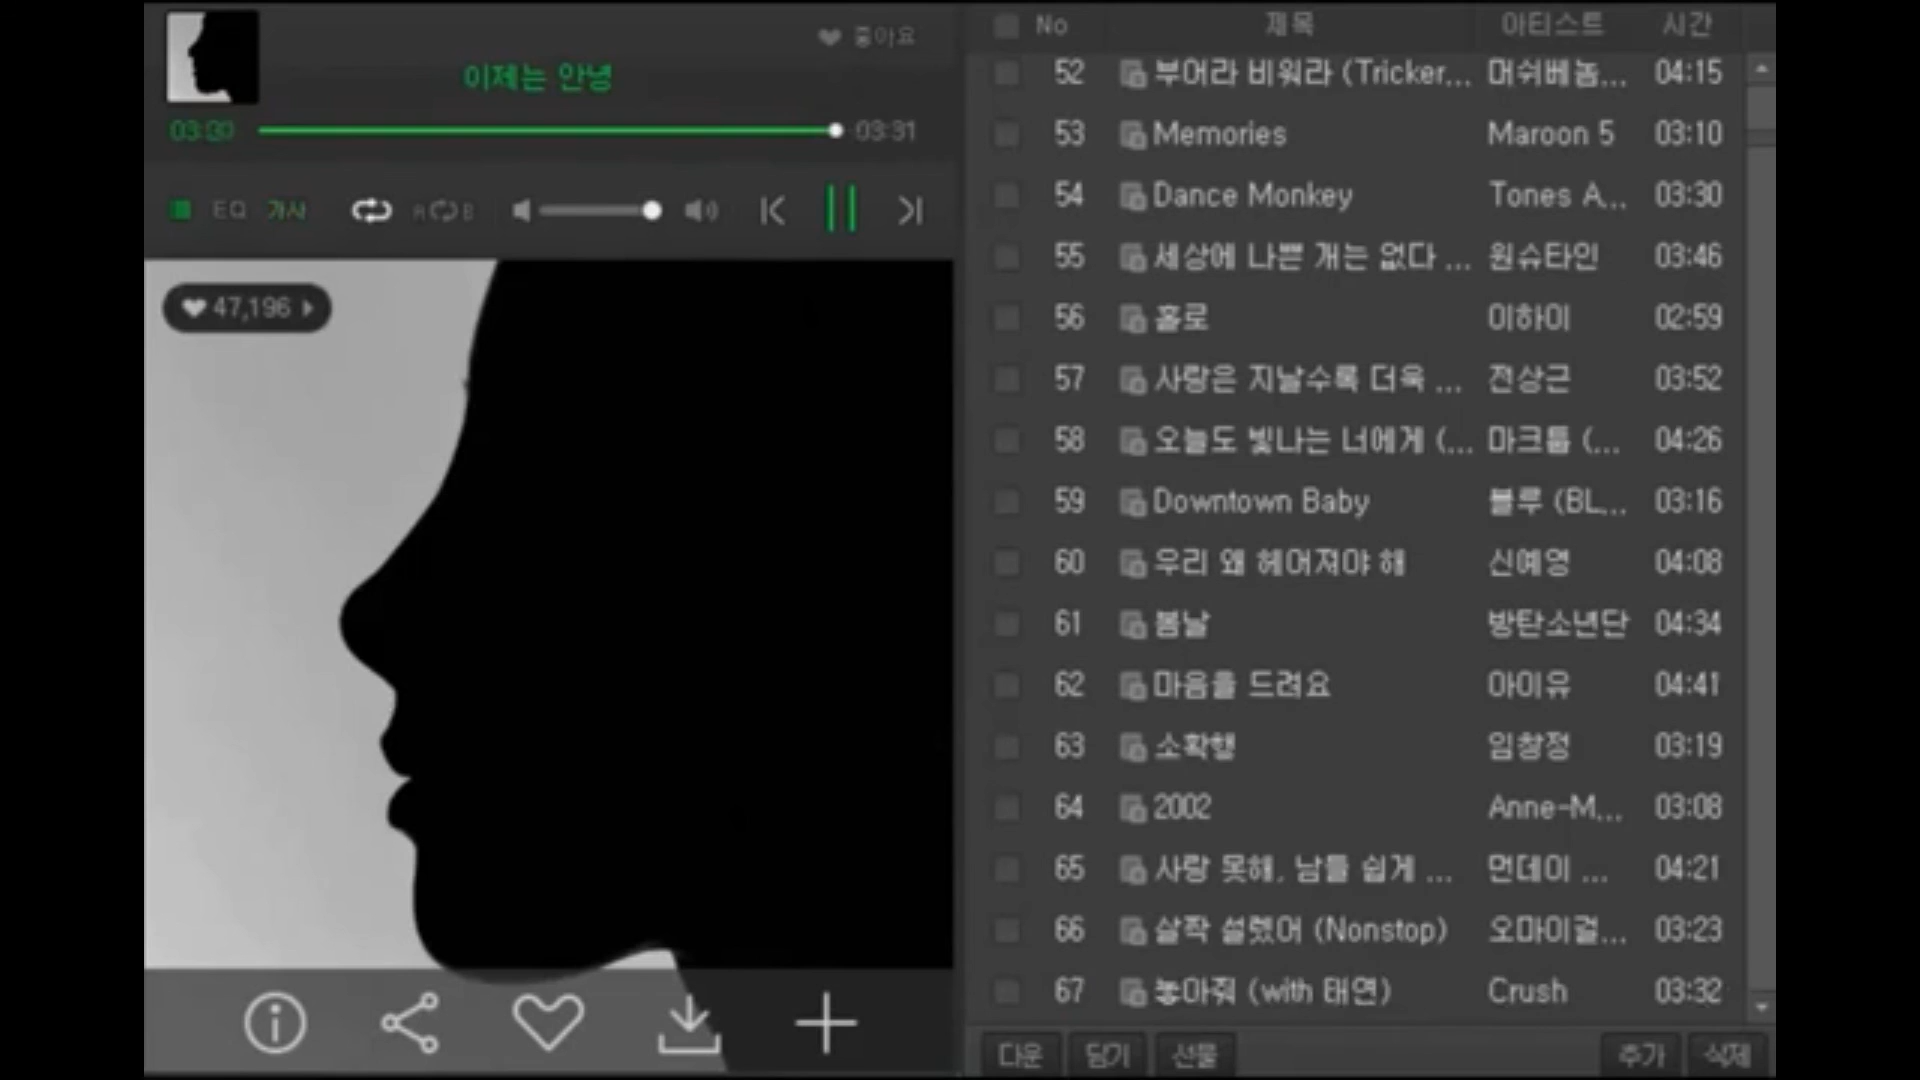 좋아요
이제는 안녕
03:30 03:31
EQ 가사 A B
47,196
No 제목 아티스트 시간
52 부어라 비워라 (Tricker... 머쉬베놈... 04:15
53 Memories Maroon 5 03:10
54 Dance Monkey Tones A... 03:30
55 세상에 나쁜 개는 없다 ... 원슈타인 03:46
56 홀로 이하이 02:59
57 사랑은 지날수록 더욱 ... 전상근 03:52
58 오늘도 빛나는 너에게 (... 마크툽 (... 04:26
59 Downtown Baby 블루 (BL... 03:16
60 우리 왜 헤어져야 해 신예영 04:08
61 봄날 방탄소년단 04:34
62 마음을 드려요 아이유 04:41
63 소확행 임창정 03:19
64 2002 Anne-M... 03:08
65 사랑 못해, 남들 쉽게 ... 먼데이 ... 04:21
66 살짝 설렜어 (Nonstop) 오마이걸... 03:23
67 놓아줘 (with 태연) Crush 03:32
다운 담기 선물 추가 삭제